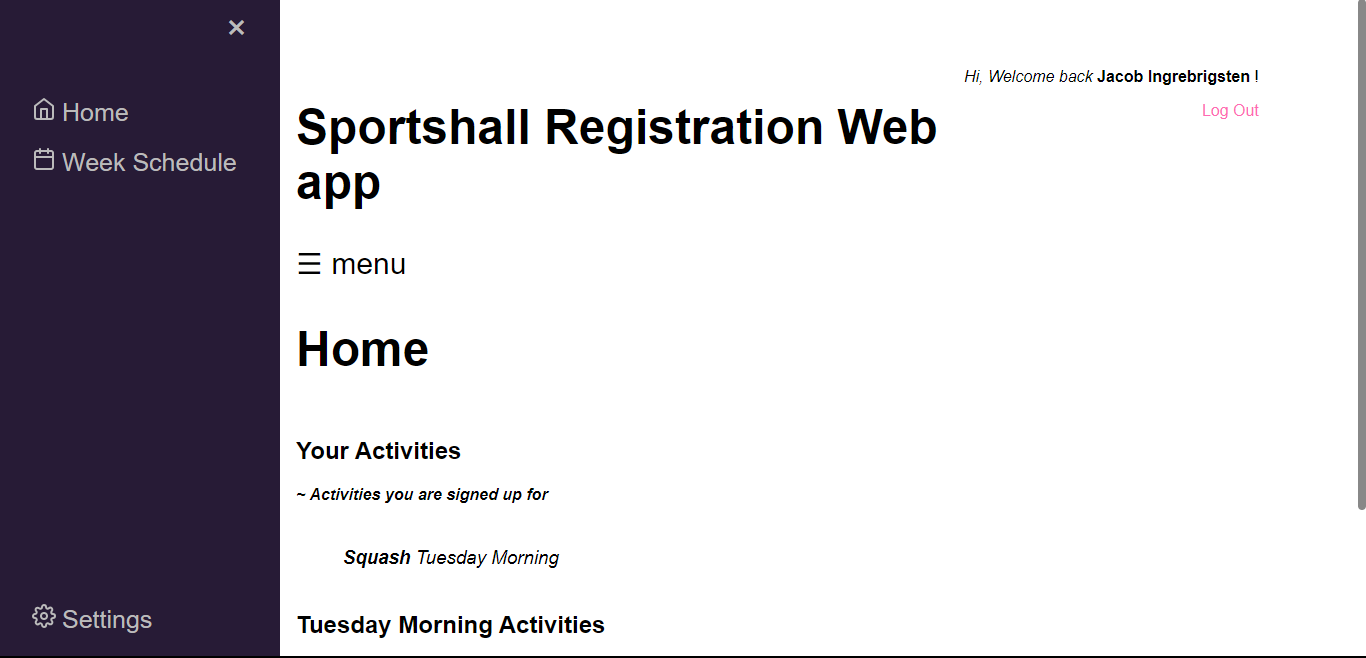 ×
Home
Week Schedule
Settings
Hi, Welcome back Jacob Ingrebrigsten !
Log Out
Sportshall Registration Web
app
☰ menu
Home
Your Activities
~ Activities you are signed up for
Squash Tuesday Morning
Tuesday Morning Activities